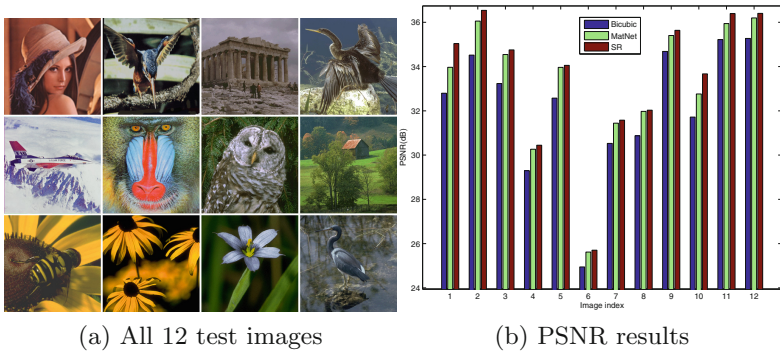 36
34
32
30
28
26
24
PSNR(dB)
Bicubic
MatNet
SR
1 2 3 4 5 6 7 8 9 10 11 12
Image index
(a) All 12 test images
(b) PSNR results